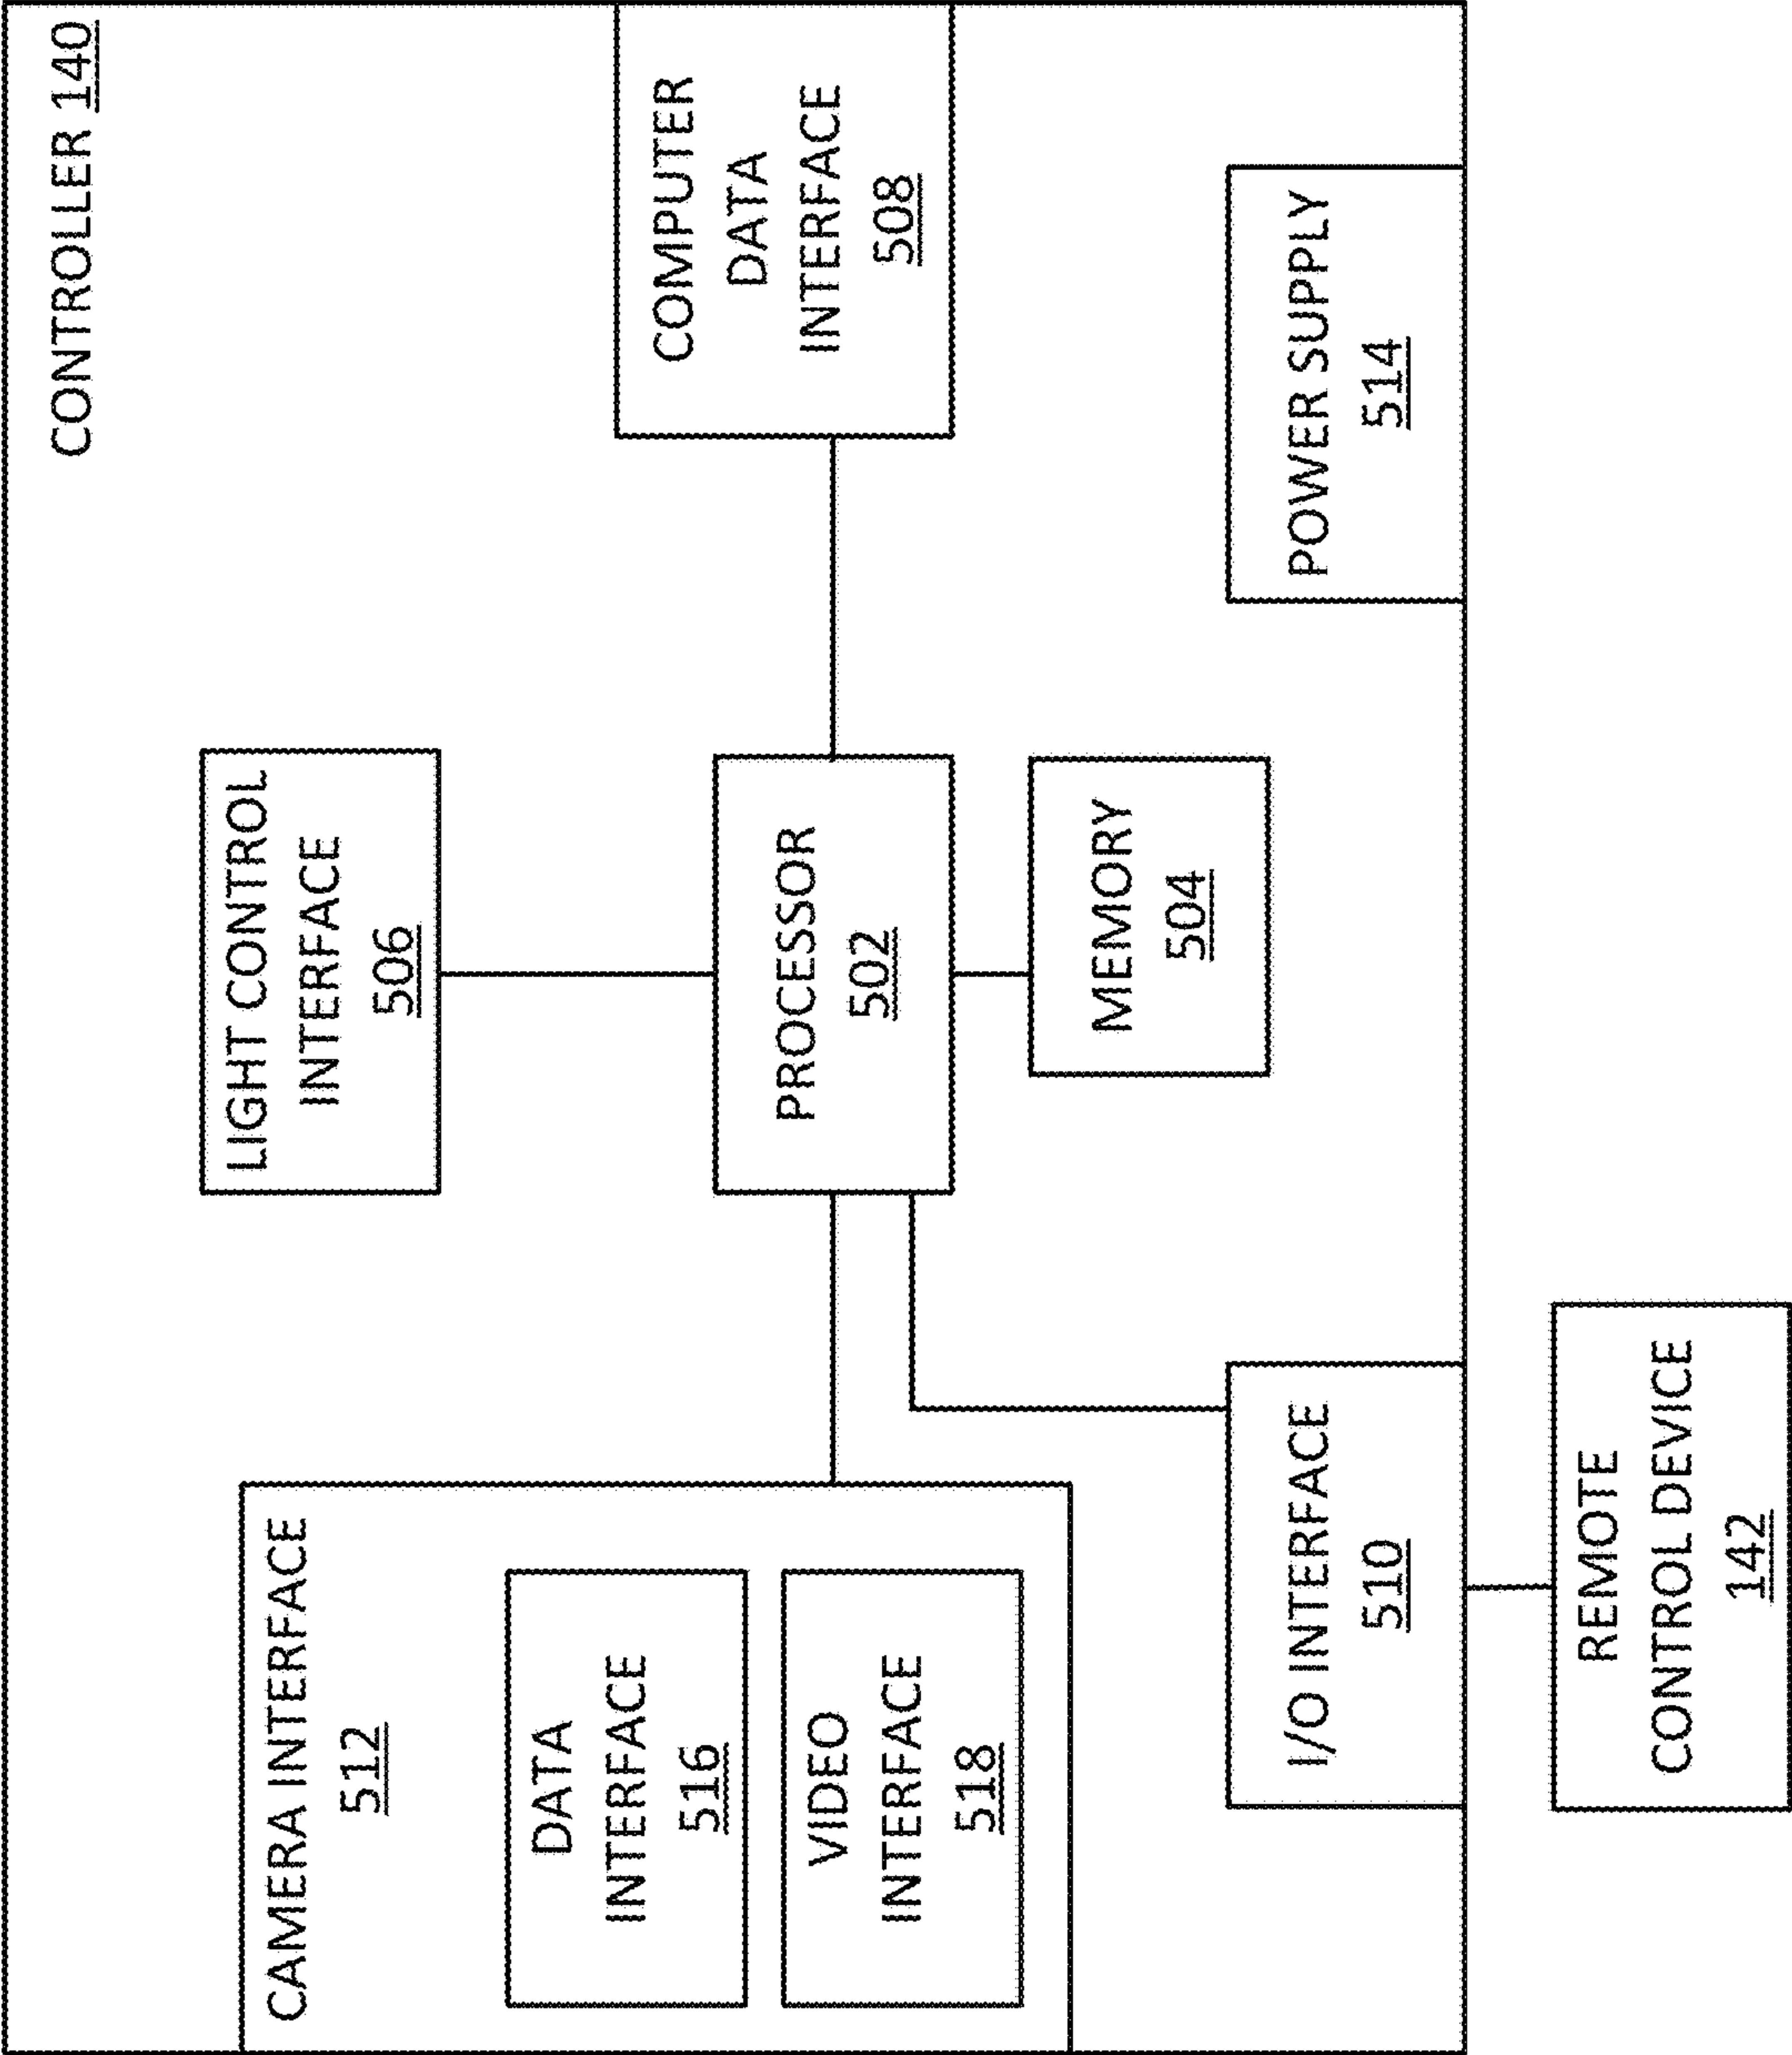 CONTROLLER 140
LIGHT CONTROL
INTERFACE
506
CAMERA INTERFACE
512
DATA
INTERFACE
516
VIDEO
INTERFACE
518
PROCESSOR
502
COMPUTER
DATA
INTERFACE
508
MEMORY
504
I/O INTERFACE
510
POWER SUPPLY
514
REMOTE
CONTROL DEVICE
142